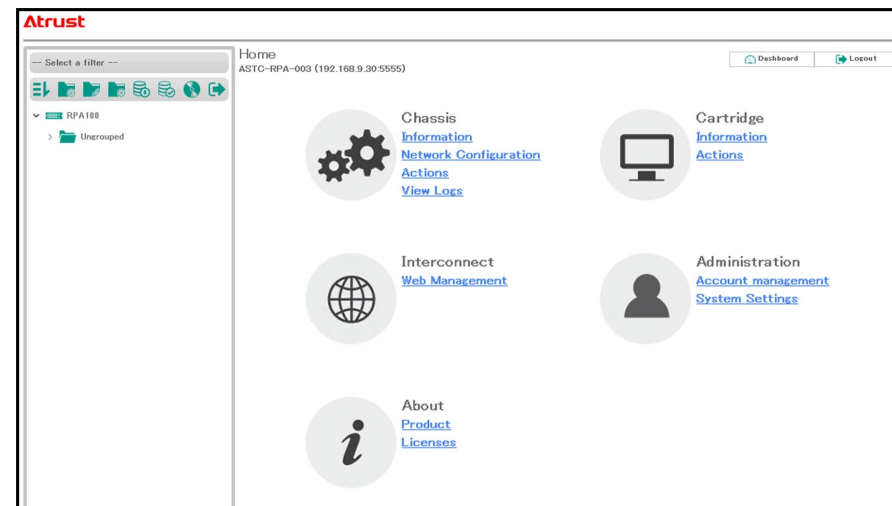 Atrust
-- Select a filter --
RPA100
Ungrouped
Home
ASTC-RPA-003 (192.168.9.30:5555)
Dashboard
Logout
Chassis
Information
Network Configuration
Actions
View Logs
Cartridge
Information
Actions
Interconnect
Web Management
Administration
Account management
System Settings
About
Product
Licenses